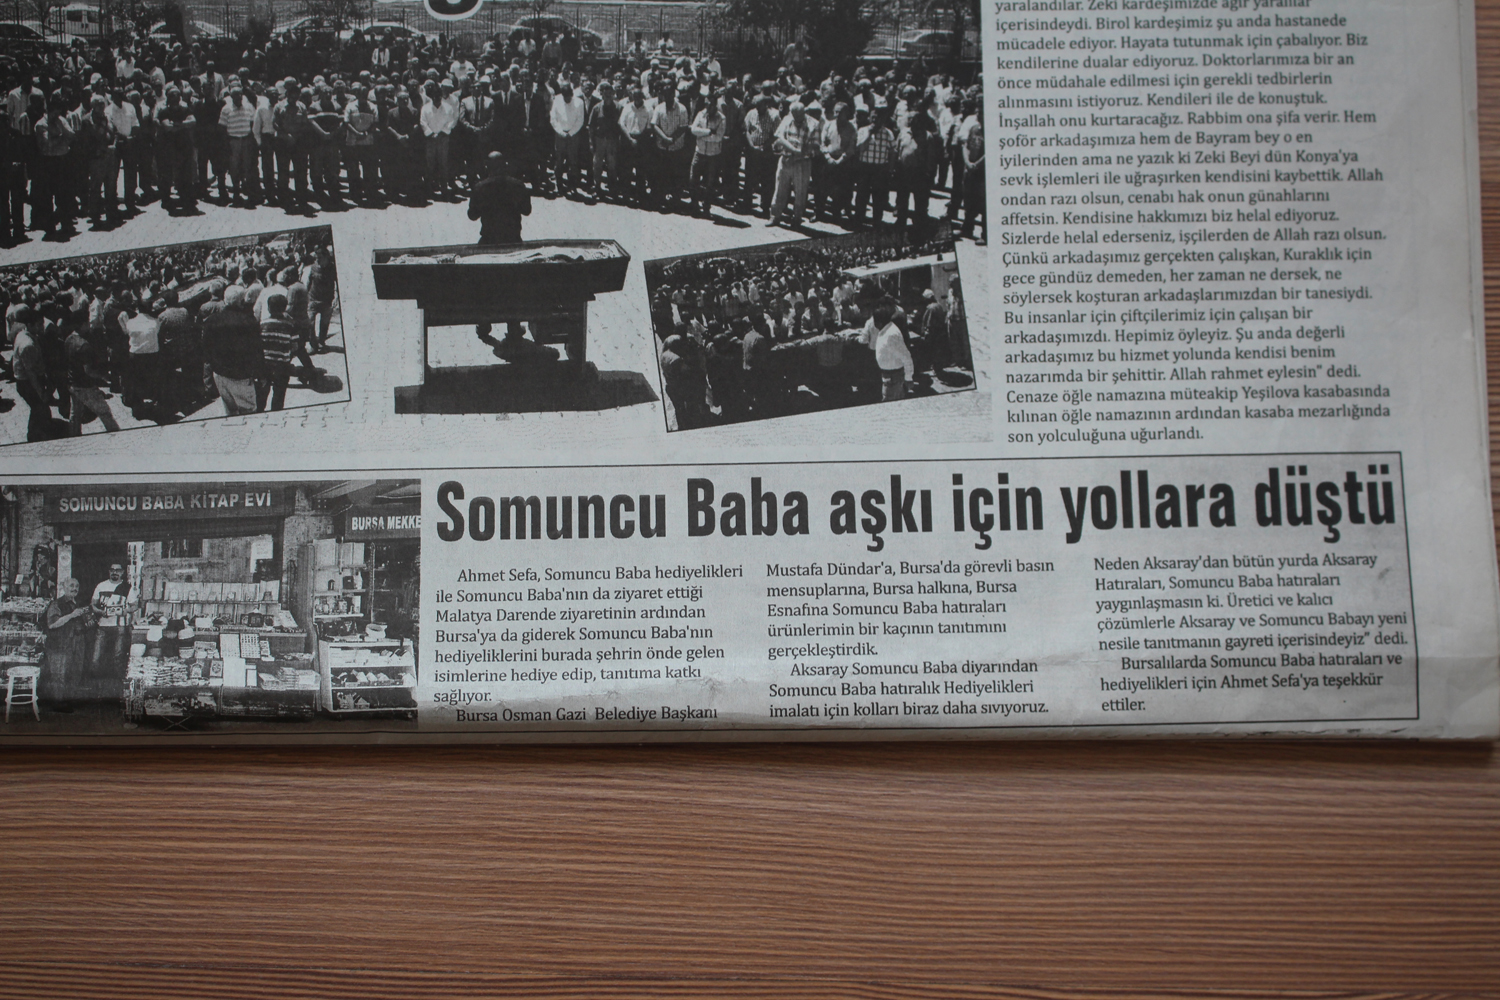 yaralandılar. Zeki kardeşimizde ağır yaralılar
içerisindeydi. Birol kardeşimiz şu anda hastanede
mücadele ediyor. Hayata tutunmak için çabalıyor. Biz
kendilerine dualar ediyoruz. Doktorlarımıza bir an
önce müdahale edilmesi için gerekli tedbirlerin
alınmasını istiyoruz. Kendileri ile de konuştuk.
İnşallah onu kurtaracağız. Rabbim ona şifa verir. Hem
şoför arkadaşımıza hem de Bayram bey o en
iyilerinden ama ne yazık ki Zeki Beyi dün Konya'ya
sevk işlemleri ile uğraşırken kendisini kaybettik. Allah
ondan razı olsun, cenabı hak onun günahlarını
affetsin. Kendisine hakkımızı biz helal ediyoruz.
Sizlerde helal ederseniz, işçilerden de Allah razı olsun.
Çünkü arkadaşımız gerçekten çalışkan, Kuraklık için
gece gündüz demeden, her zaman ne dersek, ne
söylersek koşturan arkadaşlarımızdan bir tanesiydi.
Bu insanlar için çiftçilerimiz için çalışan bir
arkadaşımızdı. Hepimiz öyleyiz. Şu anda değerli
arkadaşımız bu hizmet yolunda kendisi benim
nazarımda bir şehittir. Allah rahmet eylesin" dedi.
Cenaze öğle namazına müteakip Yeşilova kasabasında
kılınan öğle namazının ardından kasaba mezarlığında
son yolculuğuna uğurlandı.
SOMUNCU BABA KİTAP EVİ
BURSA MEKKE
Somuncu Baba aşkı için yollara düştü
Ahmet Sefa, Somuncu Baba hediyelikleri
ile Somuncu Baba'nın da ziyaret ettiği
Malatya Darende ziyaretinin ardından
Bursa'ya da giderek Somuncu Baba'nın
hediyeliklerini burada şehrin önde gelen
isimlerine hediye edip, tanıtıma katkı
sağlıyor.
Bursa Osman Gazi Belediye Başkanı
Mustafa Dündar'a, Bursa'da görevli basın
mensuplarına, Bursa halkına, Bursa
Esnafına Somuncu Baba hatıraları
ürünlerimin bir kaçının tanıtımını
gerçekleştirdik.
Aksaray Somuncu Baba diyarından
Somuncu Baba hatıralık Hediyelikleri
imalatı için kolları biraz daha sıvıyoruz.
Neden Aksaray'dan bütün yurda Aksaray
Hatıraları, Somuncu Baba hatıraları
yaygınlaşmasın ki. Üretici ve kalıcı
çözümlerle Aksaray ve Somuncu Babayı yeni
nesile tanıtmanın gayreti içerisindeyiz" dedi.
Bursalılarda Somuncu Baba hatıraları ve
hediyelikleri için Ahmet Sefa'ya teşekkür
ettiler.